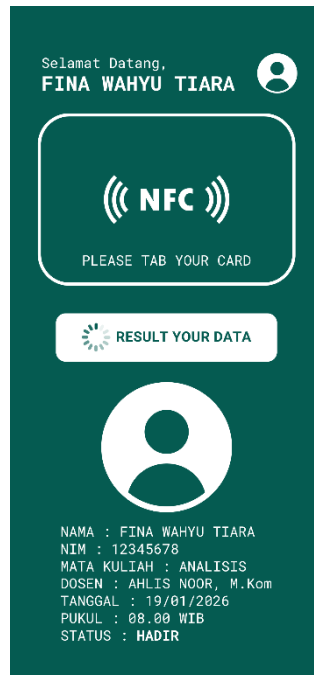 Selamat Datang,
FINA WAHYU TIARA
NFC
PLEASE TAB YOUR CARD
RESULT YOUR DATA
NAMA : FINA WAHYU TIARA
NIM : 12345678
MATA KULIAH : ANALISIS
DOSEN : AHLIS NOOR, M.Kom
TANGGAL : 19/01/2026
PUKUL : 08.00 WIB
STATUS : HADIR